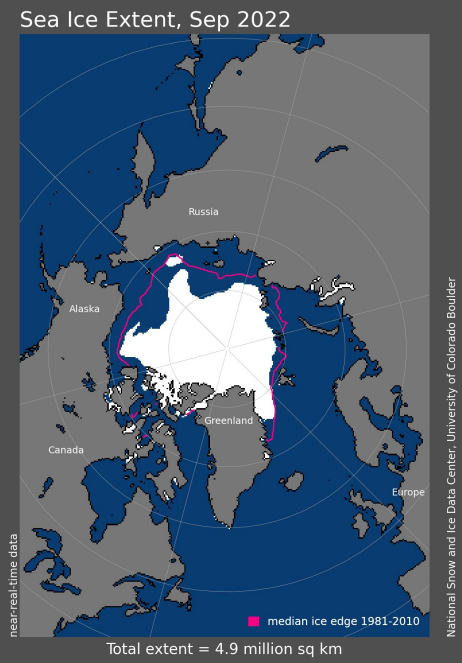 Sea Ice Extent, Sep 2022
Russia
Alaska
Greenland
Canada
Europe
near-real-time data
National Snow and Ice Data Center, University of Colorado Boulder
median ice edge 1981-2010
Total extent = 4.9 million sq km